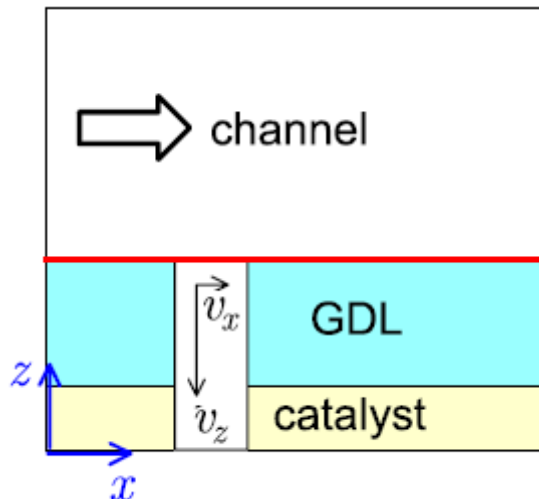 channel
v_x
GDL
z
v_z
catalyst
x